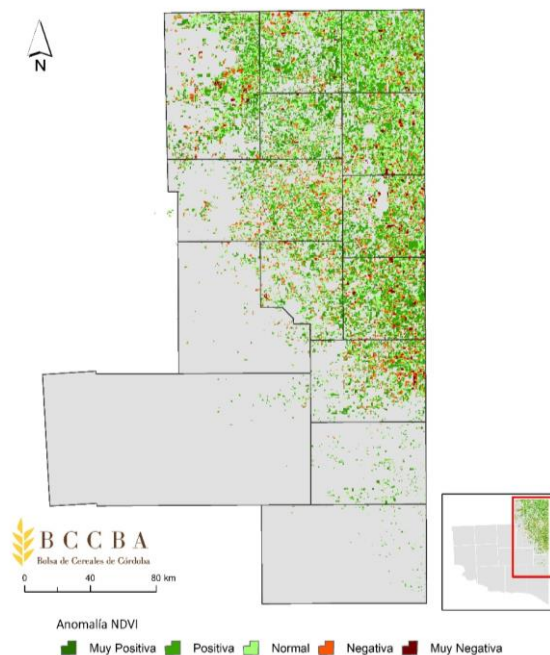 N
BCCBA
Bolsa de Cereales de Córdoba
0 40 80 km
Anomalía NDVI
Muy Positiva Positiva Normal Negativa Muy Negativa